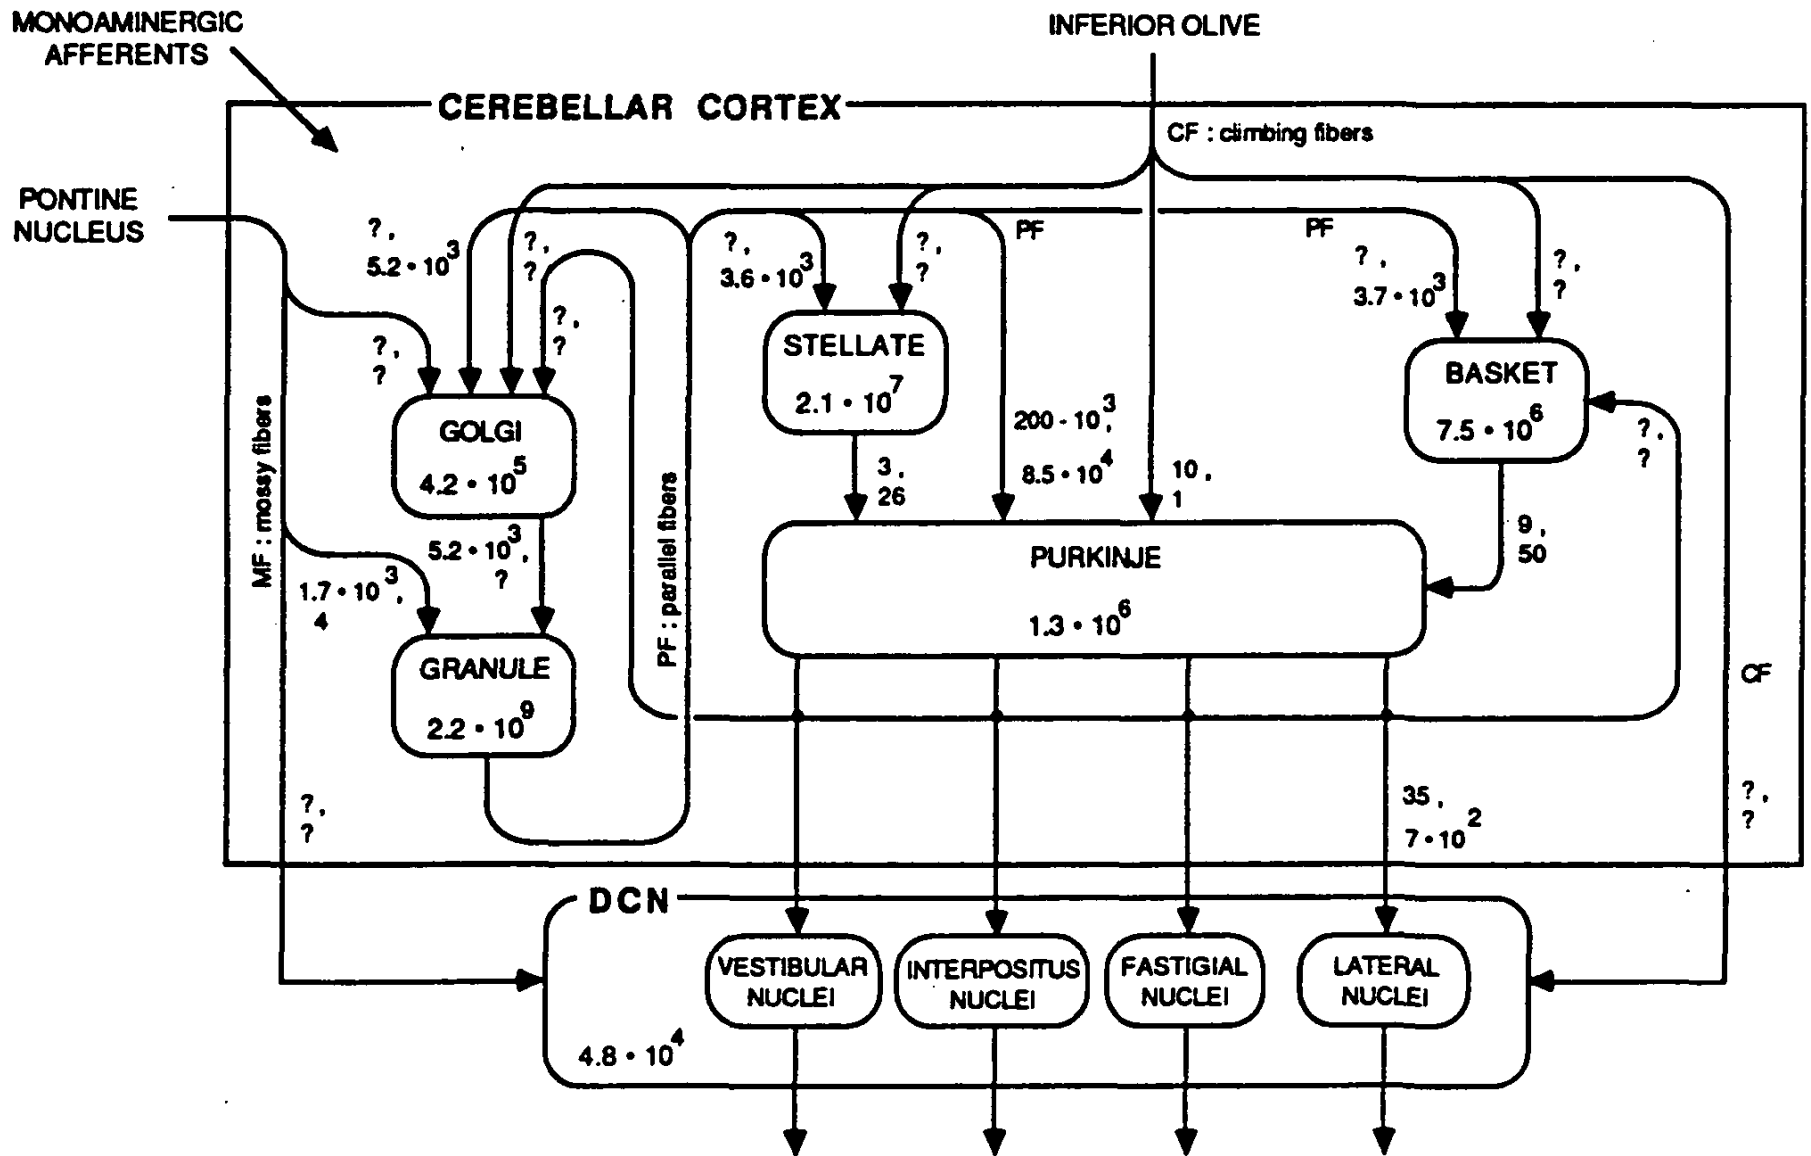 MONOAMINERGIC
AFFERENTS
INFERIOR OLIVE
CEREBELLAR CORTEX
CF : climbing fibers
PONTINE
NUCLEUS
?,
5.2 • 10³
?,
?
?,
3.6 • 10³
?,
?
PF
PF
?,
3.7 • 10³
?,
?
?,
?
?,
?
STELLATE
2.1 • 10⁷
BASKET
7.5 • 10⁶
GOLGI
4.2 • 10⁵
200 • 10³,
8.5 • 10⁴
?,
?
3,
26
10,
1
MF : mossy fibers
PF : parallel fibers
9,
50
5.2 • 10³,
?
PURKINJE
1.3 • 10⁶
1.7 • 10³,
4
GRANULE
2.2 • 10⁹
CF
?,
?
35,
7 • 10²
?,
?
DCN
VESTIBULAR
NUCLEI
INTERPOSITUS
NUCLEI
FASTIGIAL
NUCLEI
LATERAL
NUCLEI
4.8 • 10⁴